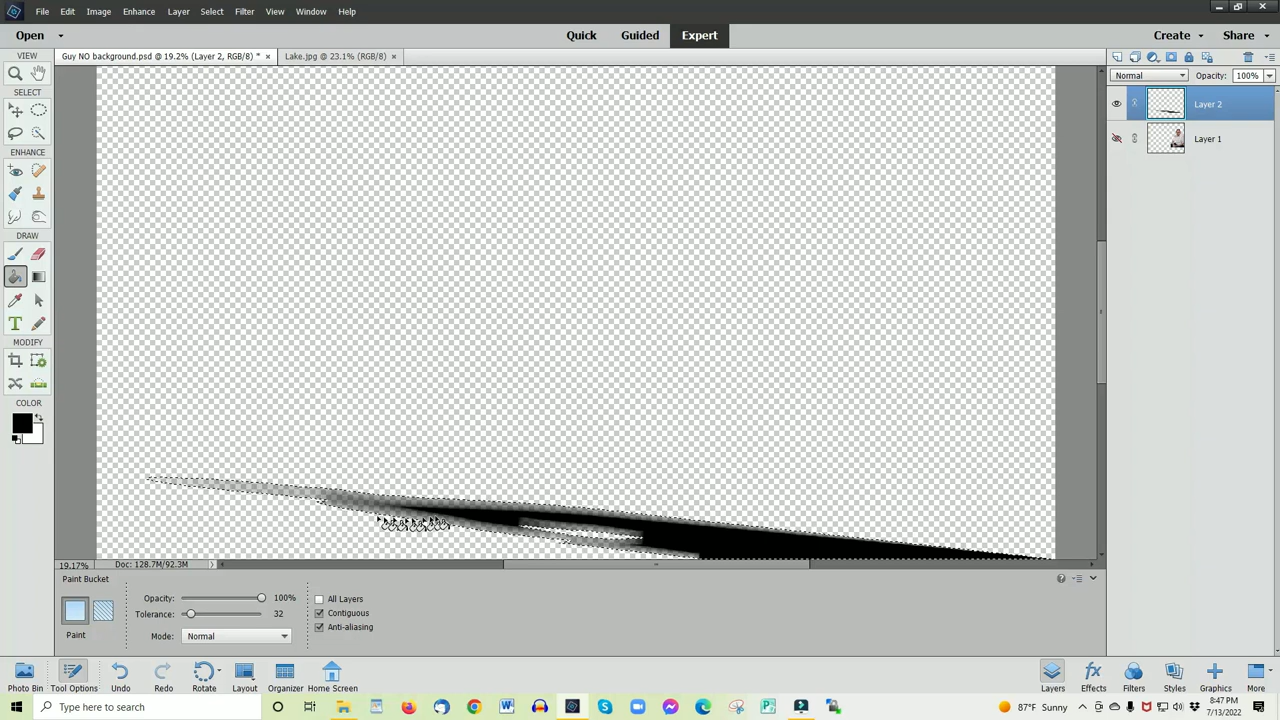 File Edit Image Enhance Layer Select Filter View Window Help
Open Quick Guided Expert Create Share
VIEW
Guy NO background.psd @ 19.2% (Layer 2, RGB/8) * × Lake.jpg @ 23.1% (RGB/8) ×
Normal Opacity: 100%
SELECT
Layer 2
Layer 1
ENHANCE
DRAW
T
MODIFY
COLOR
19.17% Doc: 128.7M/92.3M
Paint Bucket
Opacity: 100% All Layers
Tolerance: 32 Contiguous
Paint Mode: Normal Anti-aliasing
Photo Bin Tool Options Undo Redo Rotate Layout Organizer Home Screen Layers Effects Filters Styles Graphics More
Type here to search 87°F Sunny 8:47 PM
7/13/2022